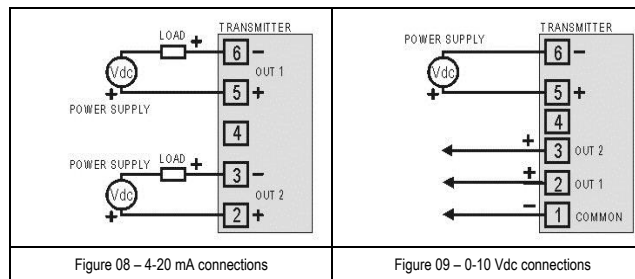 TRANSMITTER
LOAD + 6 −
Vdc OUT 1
+ 5 +
POWER SUPPLY
4
POWER SUPPLY LOAD + 3 −
Vdc OUT 2
+ 2 +
Figure 08 – 4-20 mA connections
TRANSMITTER
POWER SUPPLY 6 −
Vdc
+ 5 +
4
+ 3 OUT 2
+ 2 OUT 1
− 1 COMMON
Figure 09 – 0-10 Vdc connections